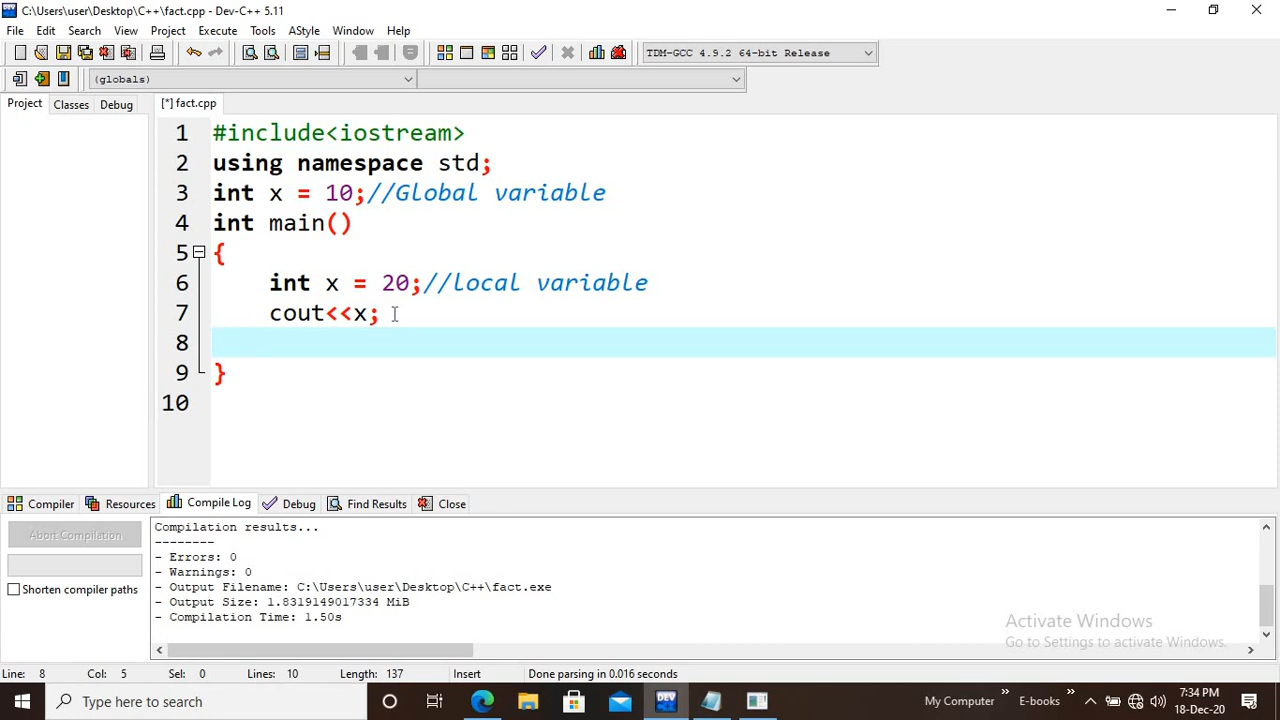 C:\Users\user\Desktop\C++\fact.cpp - Dev-C++ 5.11
File Edit Search View Project Execute Tools AStyle Window Help
TDM-GCC 4.9.2 64-bit Release
(globals)
Project Classes Debug [*] fact.cpp
1 #include<iostream>
2 using namespace std;
3 int x = 10;//Global variable
4 int main()
5 {
6 int x = 20;//local variable
7 cout<<x;
8
9 }
10
Compiler Resources Compile Log Debug Find Results Close
Abort Compilation
Shorten compiler paths
Compilation results...
--------
- Errors: 0
- Warnings: 0
- Output Filename: C:\Users\user\Desktop\C++\fact.exe
- Output Size: 1.8319149017334 MiB
- Compilation Time: 1.50s
Activate Windows
Go to Settings to activate Windows.
Line: 8 Col: 5 Sel: 0 Lines: 10 Length: 137 Insert Done parsing in 0.016 seconds
Type here to search
DEV
My Computer » E-books »
7:34 PM
18-Dec-20